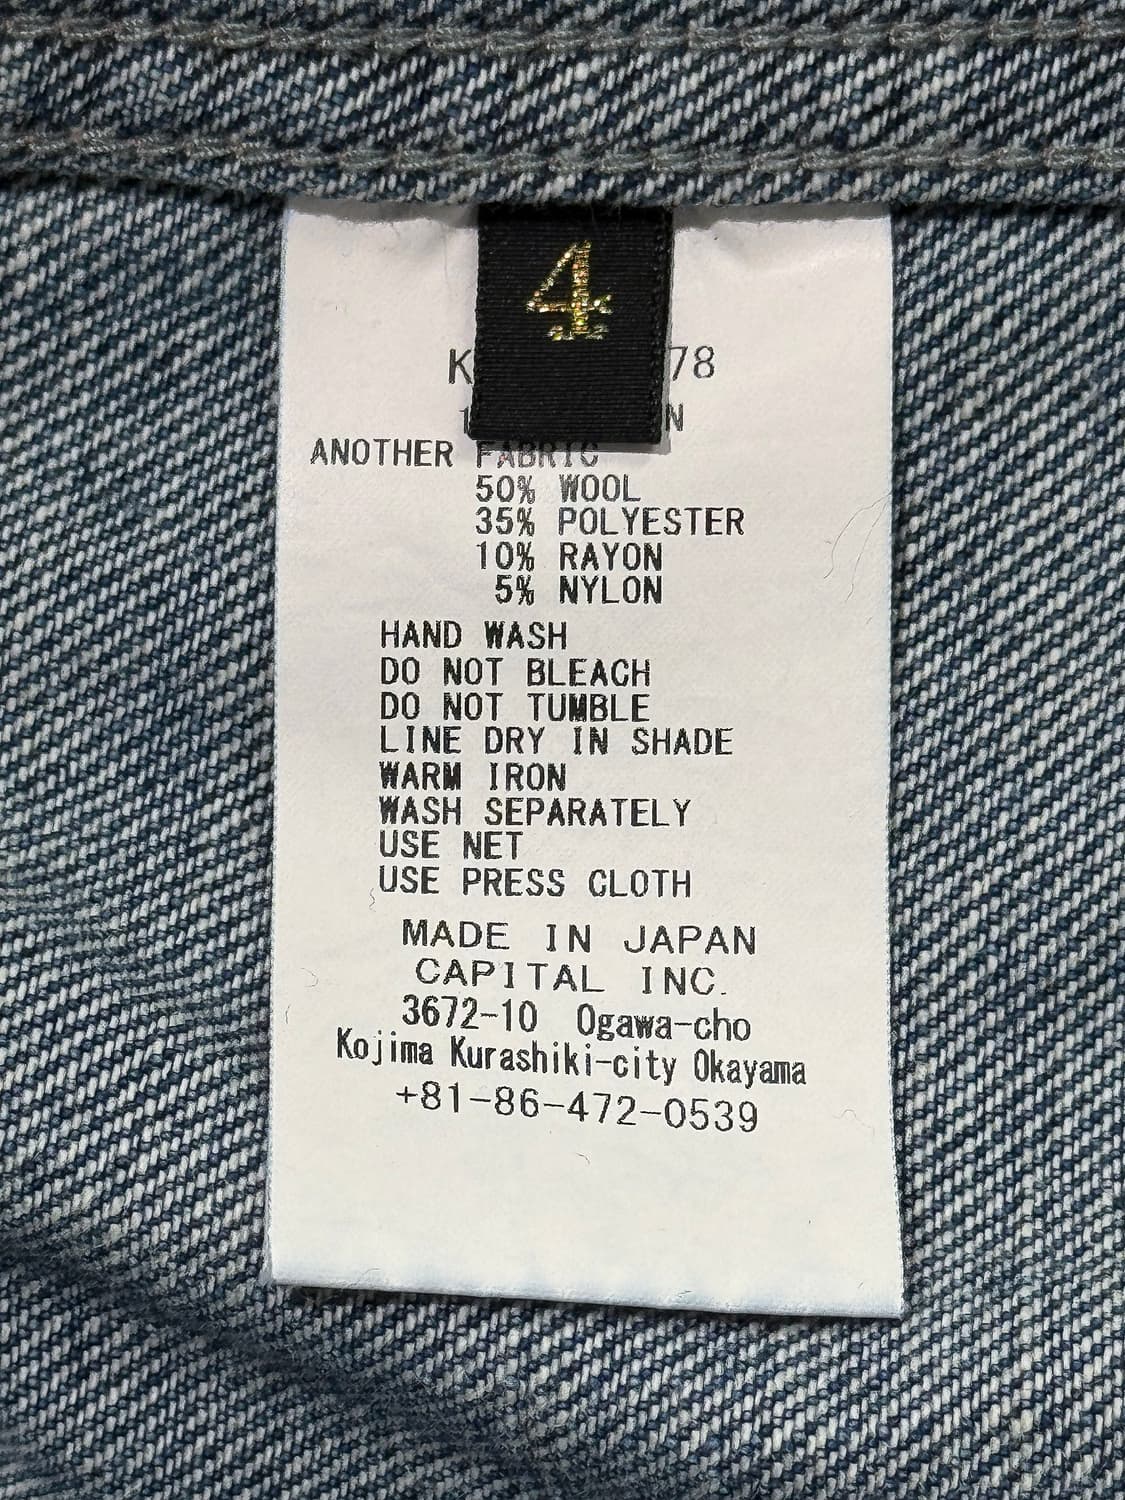 4
ANOTHER FABRIC
50% WOOL
35% POLYESTER
10% RAYON
5% NYLON
HAND WASH
DO NOT BLEACH
DO NOT TUMBLE
LINE DRY IN SHADE
WARM IRON
WASH SEPARATELY
USE NET
USE PRESS CLOTH
MADE IN JAPAN
CAPITAL INC.
3672-10 Ogawa-cho
Kojima Kurashiki-city Okayama
+81-86-472-0539